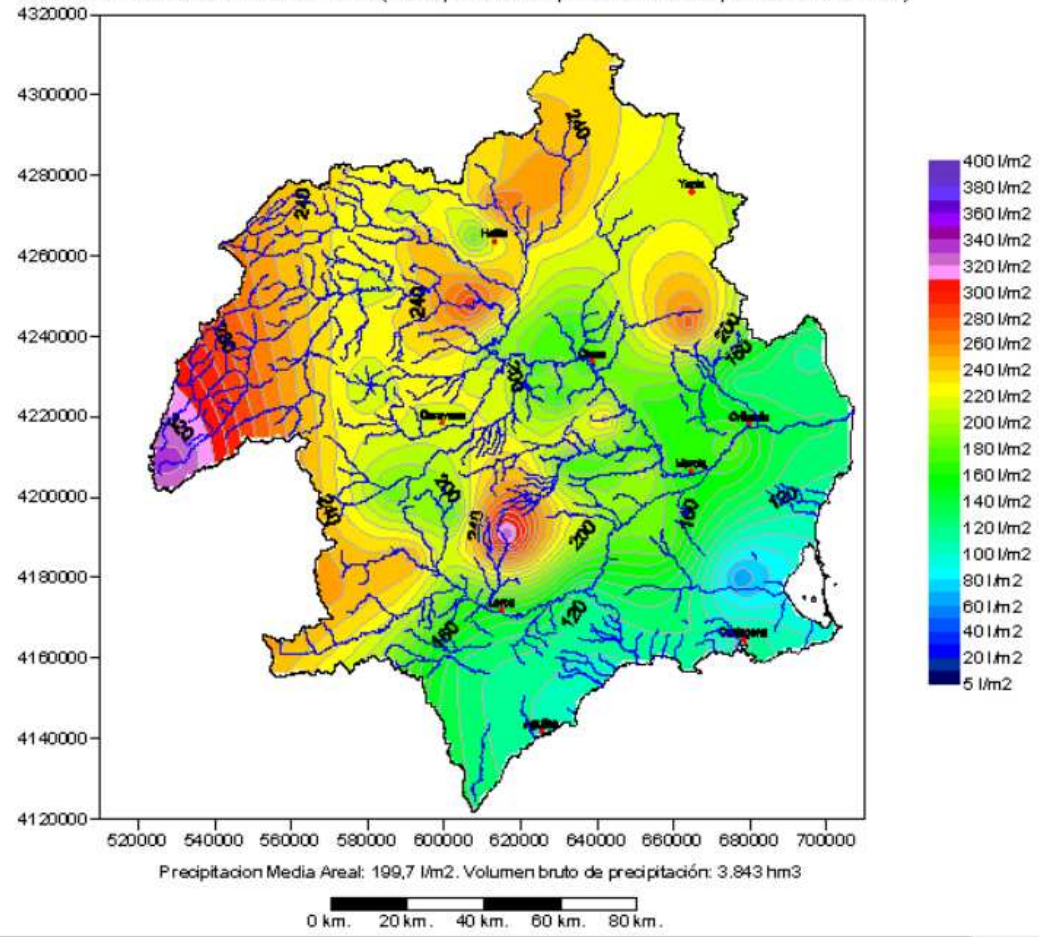 4320000
4300000
4280000
4260000
4240000
4220000
4200000
4180000
4160000
4140000
4120000
520000 540000 560000 580000 600000 620000 640000 660000 680000 700000
240
240
Yecla
Hellín
240
200
160
Cieza
200
Caravaca
Orihuela
Murcia
200
240
240
200
160
120
Lorca
160
120
Cartagena
Aguilas
400 l/m2
380 l/m2
360 l/m2
340 l/m2
320 l/m2
300 l/m2
280 l/m2
260 l/m2
240 l/m2
220 l/m2
200 l/m2
180 l/m2
160 l/m2
140 l/m2
120 l/m2
100 l/m2
80 l/m2
60 l/m2
40 l/m2
20 l/m2
5 l/m2
Precipitacion Media Areal: 199,7 l/m2. Volumen bruto de precipitación: 3.843 hm3
0 km. 20 km. 40 km. 60 km. 80 km.